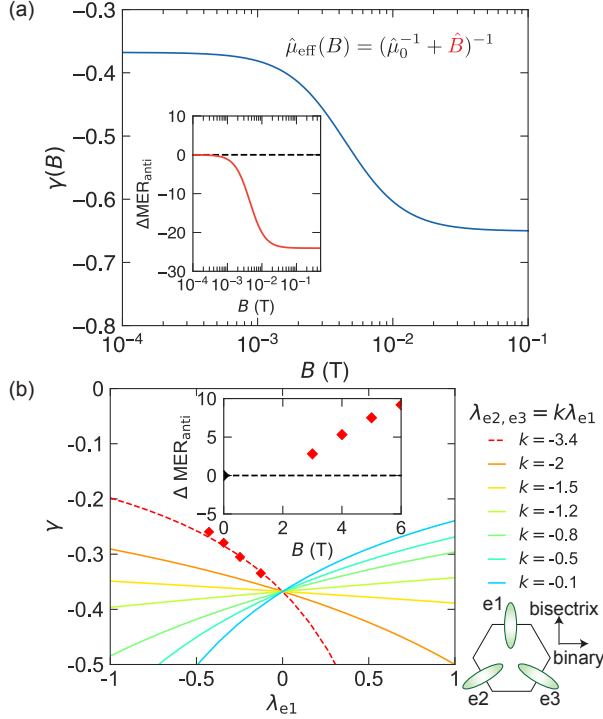 (a)
−0.3
−0.4
−0.5
−0.6
−0.7
−0.8
γ(B)
μ̂eff(B) = (μ̂0⁻¹ + B̂)⁻¹
10
0
−10
−20
−30
ΔMERanti
10⁻⁴ 10⁻³ 10⁻² 10⁻¹
B (T)
10⁻⁴ 10⁻³ 10⁻² 10⁻¹
B (T)
(b)
0
-0.1
-0.2
-0.3
-0.4
-0.5
γ
10
5
0
−5
Δ MERanti
0 2 4 6
B (T)
-1 -0.5 0 0.5 1
λe1
λe2, e3 = kλe1
k = -3.4
k = -2
k = -1.5
k = -1.2
k = -0.8
k = -0.5
k = -0.1
e1
bisectrix
binary
e2 e3